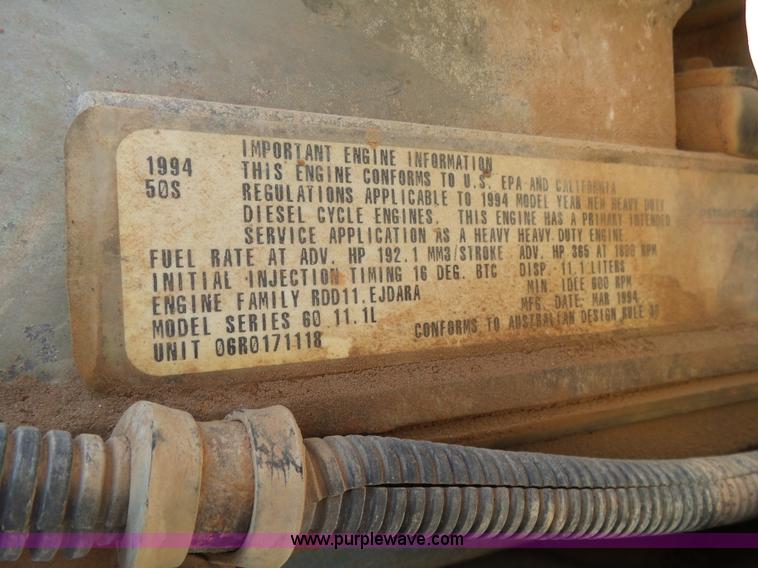 1994
50S
IMPORTANT ENGINE INFORMATION
THIS ENGINE CONFORMS TO U.S. EPA AND CALIFORNIA
REGULATIONS APPLICABLE TO 1994 MODEL YEAR NEW HEAVY DUTY
DIESEL CYCLE ENGINES. THIS ENGINE HAS A PRIMARY INTENDED
SERVICE APPLICATION AS A HEAVY HEAVY DUTY ENGINE.
FUEL RATE AT ADV. HP 192.1 MM3/STROKE ADV. HP 365 AT 1800 RPM
INITIAL INJECTION TIMING 16 DEG. BTC DISP. 11.1 LITERS
ENGINE FAMILY RDD11.EJDARA MIN. IDLE 600 RPM
MODEL SERIES 60 11.1L MFG. DATE: MAR 1994
UNIT 06R0171118 CONFORMS TO AUSTRALIAN DESIGN RULE 30
www.purplewave.com